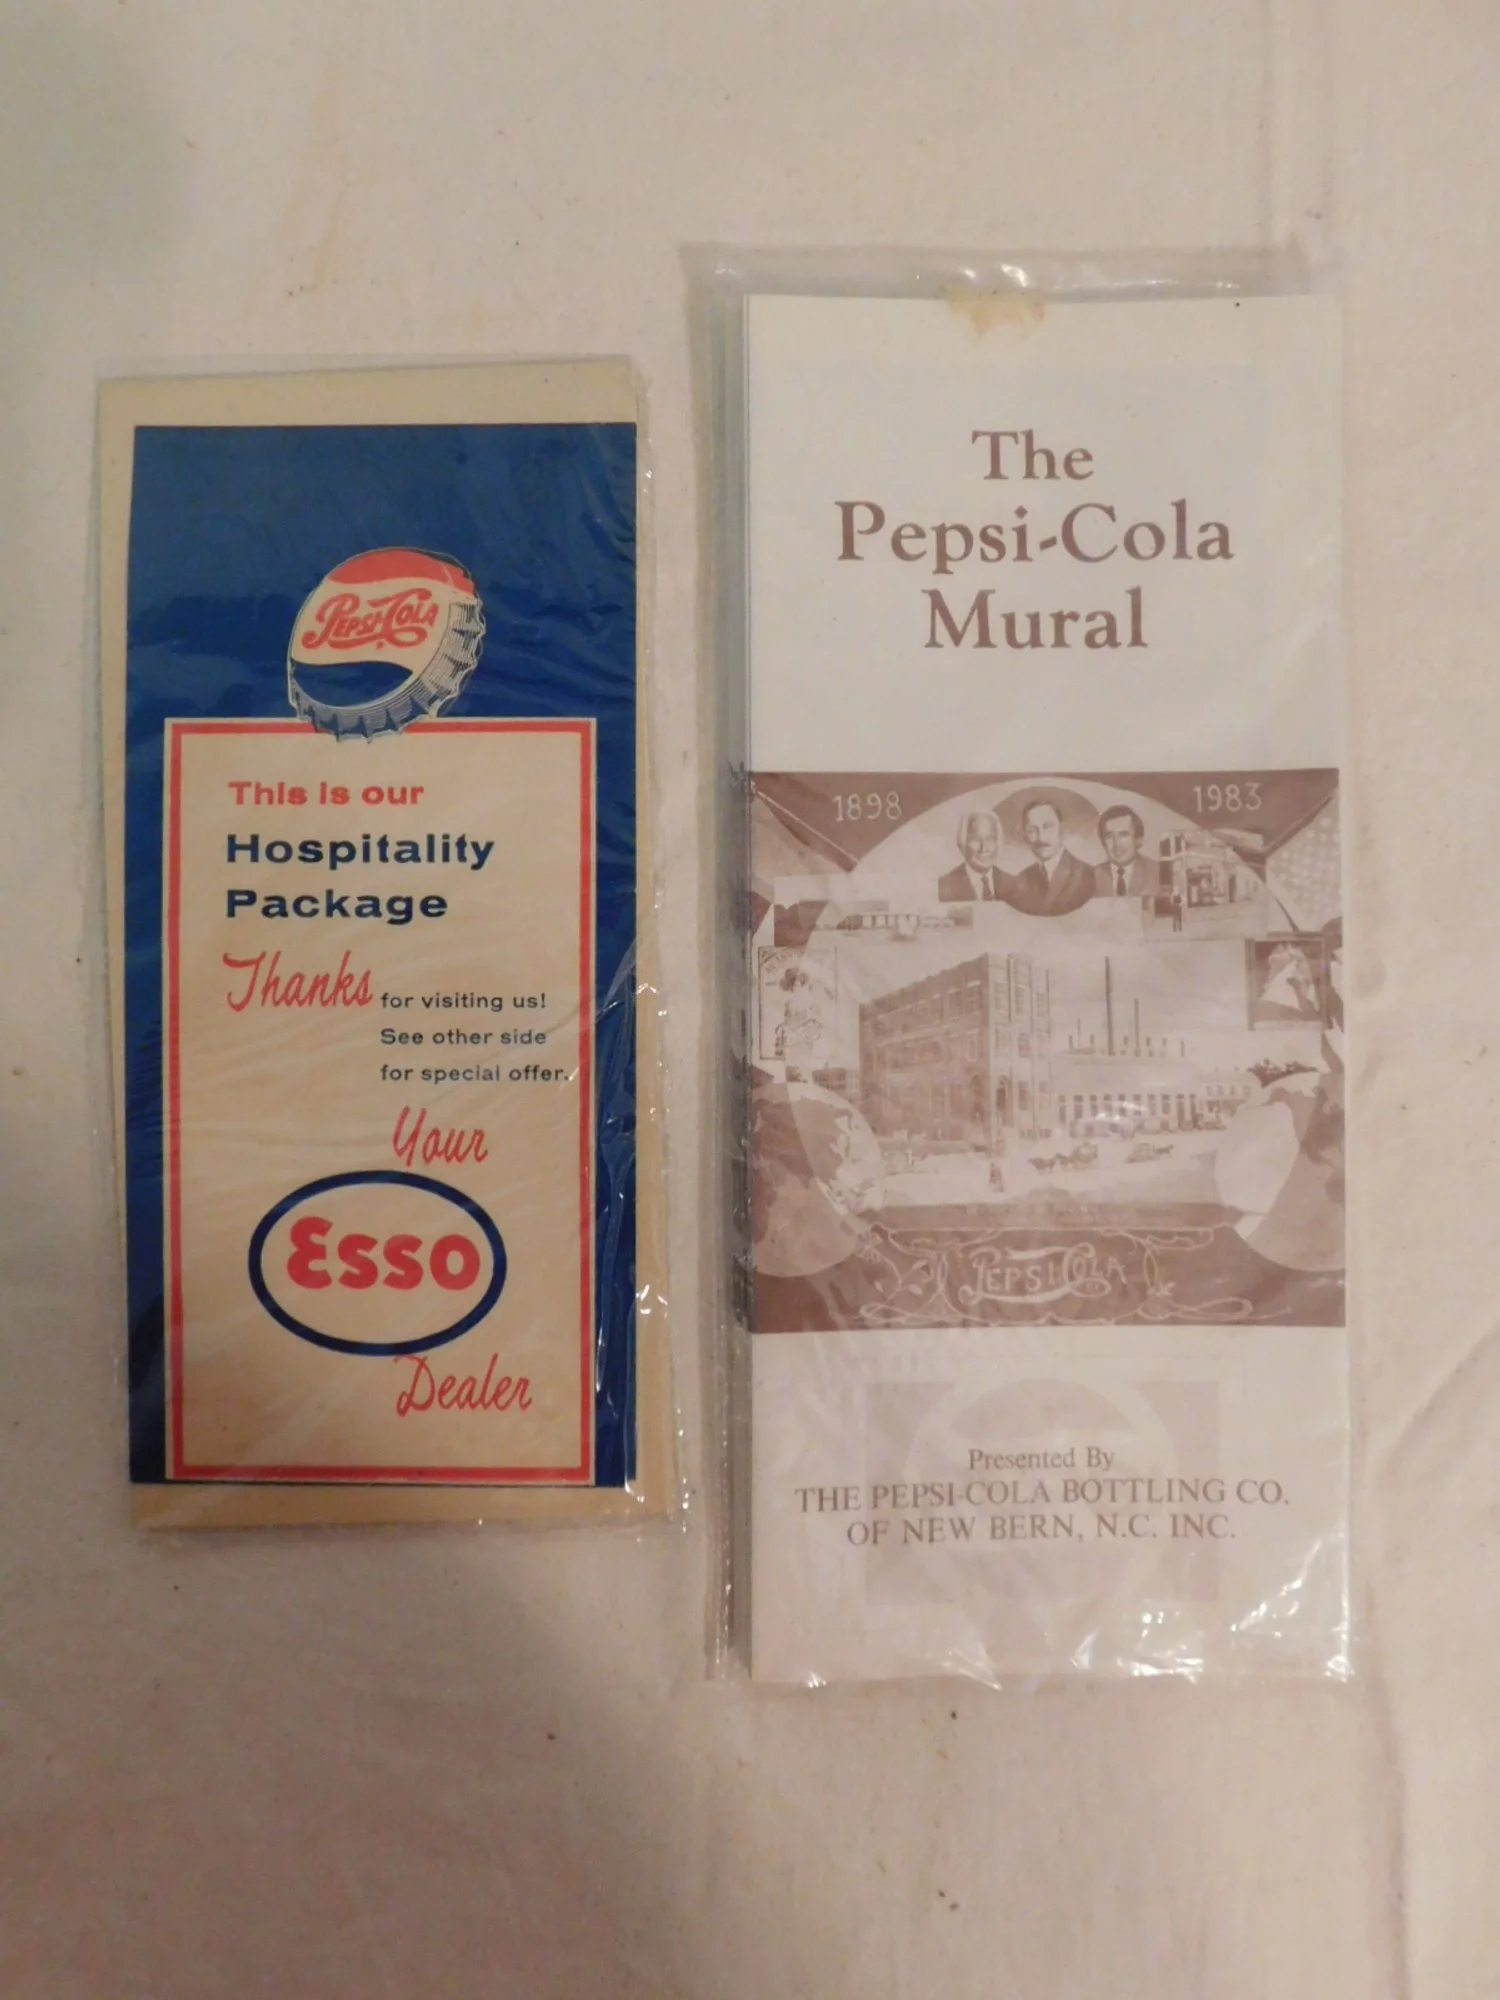 PEPSI-COLA
This is our
Hospitality
Package
Thanks for visiting us!
See other side
for special offer.
Your
Esso
Dealer
The
Pepsi-Cola
Mural
1898 1983
PEPSI-COLA
Presented By
THE PEPSI-COLA BOTTLING CO.
OF NEW BERN, N.C. INC.